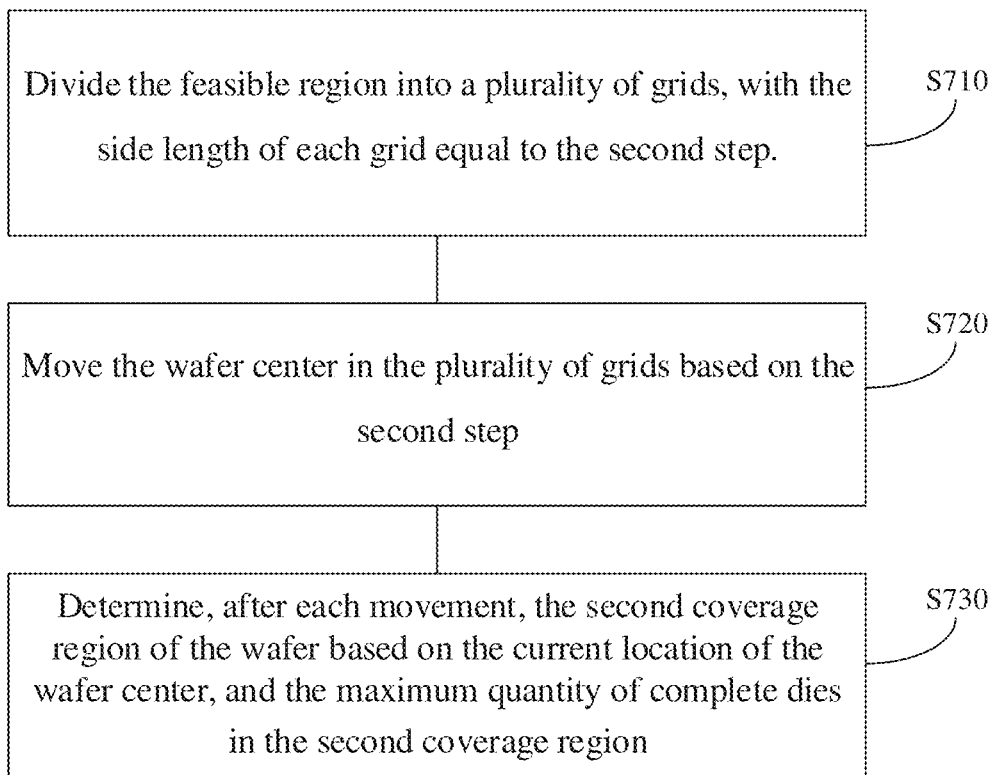 Divide the feasible region into a plurality of grids, with the
side length of each grid equal to the second step.
S710
Move the wafer center in the plurality of grids based on the
second step
S720
Determine, after each movement, the second coverage
region of the wafer based on the current location of the
wafer center, and the maximum quantity of complete dies
in the second coverage region
S730